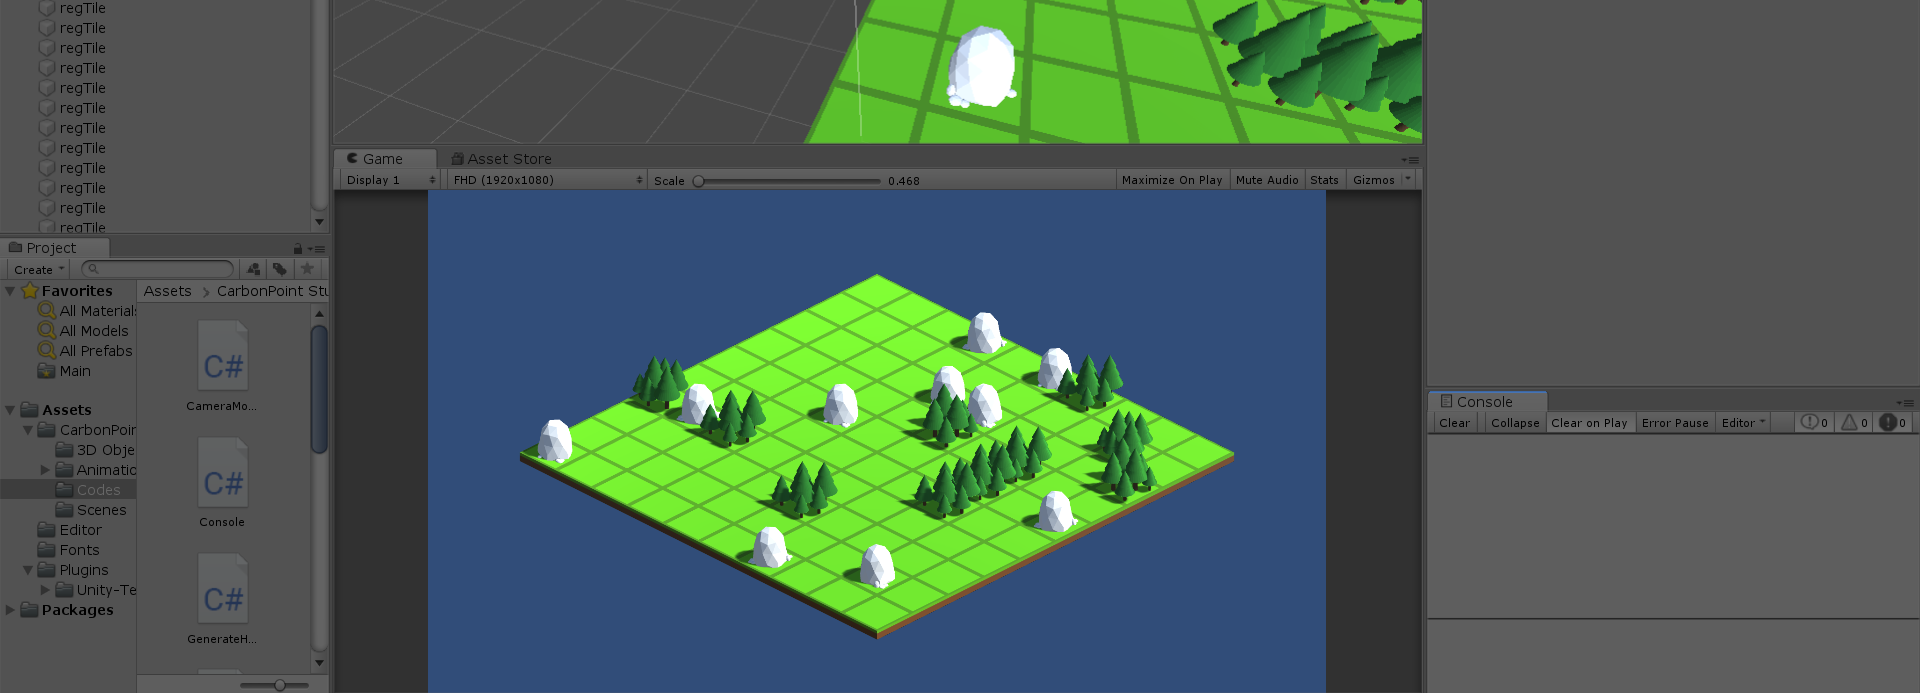 regTile
regTile
regTile
regTile
regTile
regTile
regTile
regTile
regTile
regTile
regTile
regTile
Game
Asset Store
Display 1
FHD (1920x1080)
Scale
0.468
Maximize On Play
Mute Audio
Stats
Gizmos
Project
Create
Favorites
All Materials
All Models
All Prefabs
Main
Assets
CarbonPoin
3D Obje
Animatic
Codes
Scenes
Editor
Fonts
Plugins
Unity-Te
Packages
Assets > CarbonPoint Stu
C#
CameraMo...
C#
Console
C#
GenerateH...
Console
Clear
Collapse
Clear on Play
Error Pause
Editor
0
0
0